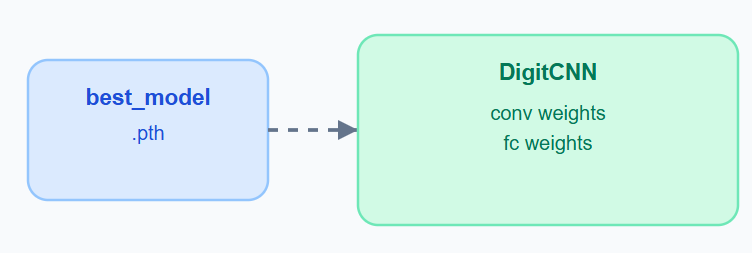 best_model
.pth
DigitCNN
conv weights
fc weights